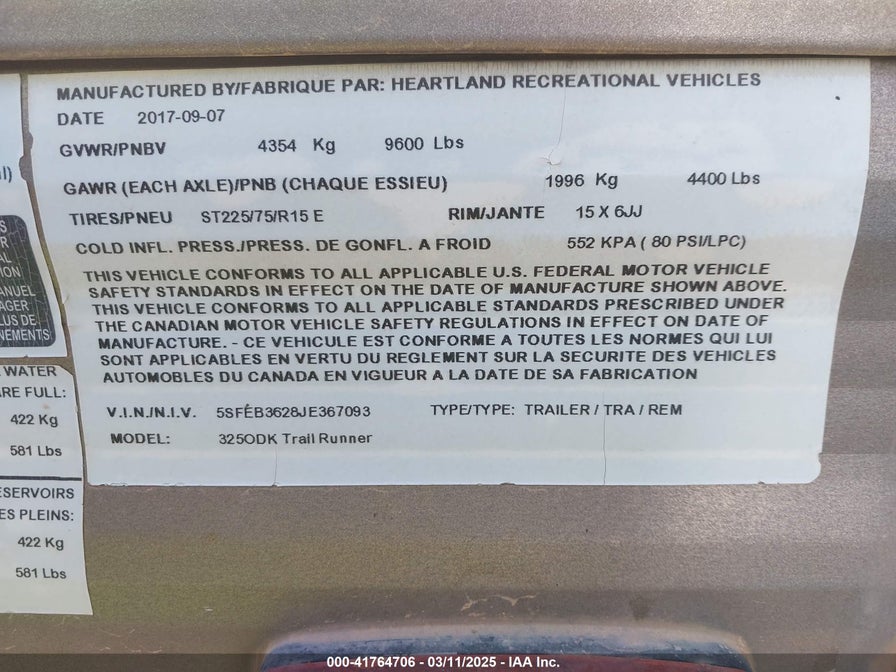 MANUFACTURED BY/FABRIQUE PAR: HEARTLAND RECREATIONAL VEHICLES
DATE 2017-09-07
GVWR/PNBV 4354 Kg 9600 Lbs
GAWR (EACH AXLE)/PNB (CHAQUE ESSIEU) 1996 Kg 4400 Lbs
TIRES/PNEU ST225/75/R15 E RIM/JANTE 15 X 6JJ
COLD INFL. PRESS./PRESS. DE GONFL. A FROID 552 KPA ( 80 PSI/LPC)
THIS VEHICLE CONFORMS TO ALL APPLICABLE U.S. FEDERAL MOTOR VEHICLE
SAFETY STANDARDS IN EFFECT ON THE DATE OF MANUFACTURE SHOWN ABOVE.
THIS VEHICLE CONFORMS TO ALL APPLICABLE STANDARDS PRESCRIBED UNDER
THE CANADIAN MOTOR VEHICLE SAFETY REGULATIONS IN EFFECT ON DATE OF
MANUFACTURE. - CE VEHICULE EST CONFORME A TOUTES LES NORMES QUI LUI
SONT APPLICABLES EN VERTU DU REGLEMENT SUR LA SECURITE DES VEHICLES
AUTOMOBILES DU CANADA EN VIGUEUR A LA DATE DE SA FABRICATION
V.I.N./N.I.V. 5SFEB3628JE367093 TYPE/TYPE: TRAILER / TRA / REM
MODEL: 325ODK Trail Runner
WATER
RE FULL:
422 Kg
581 Lbs
ESERVOIRS
ES PLEINS:
422 Kg
581 Lbs
000-41764706 - 03/11/2025 - IAA Inc.